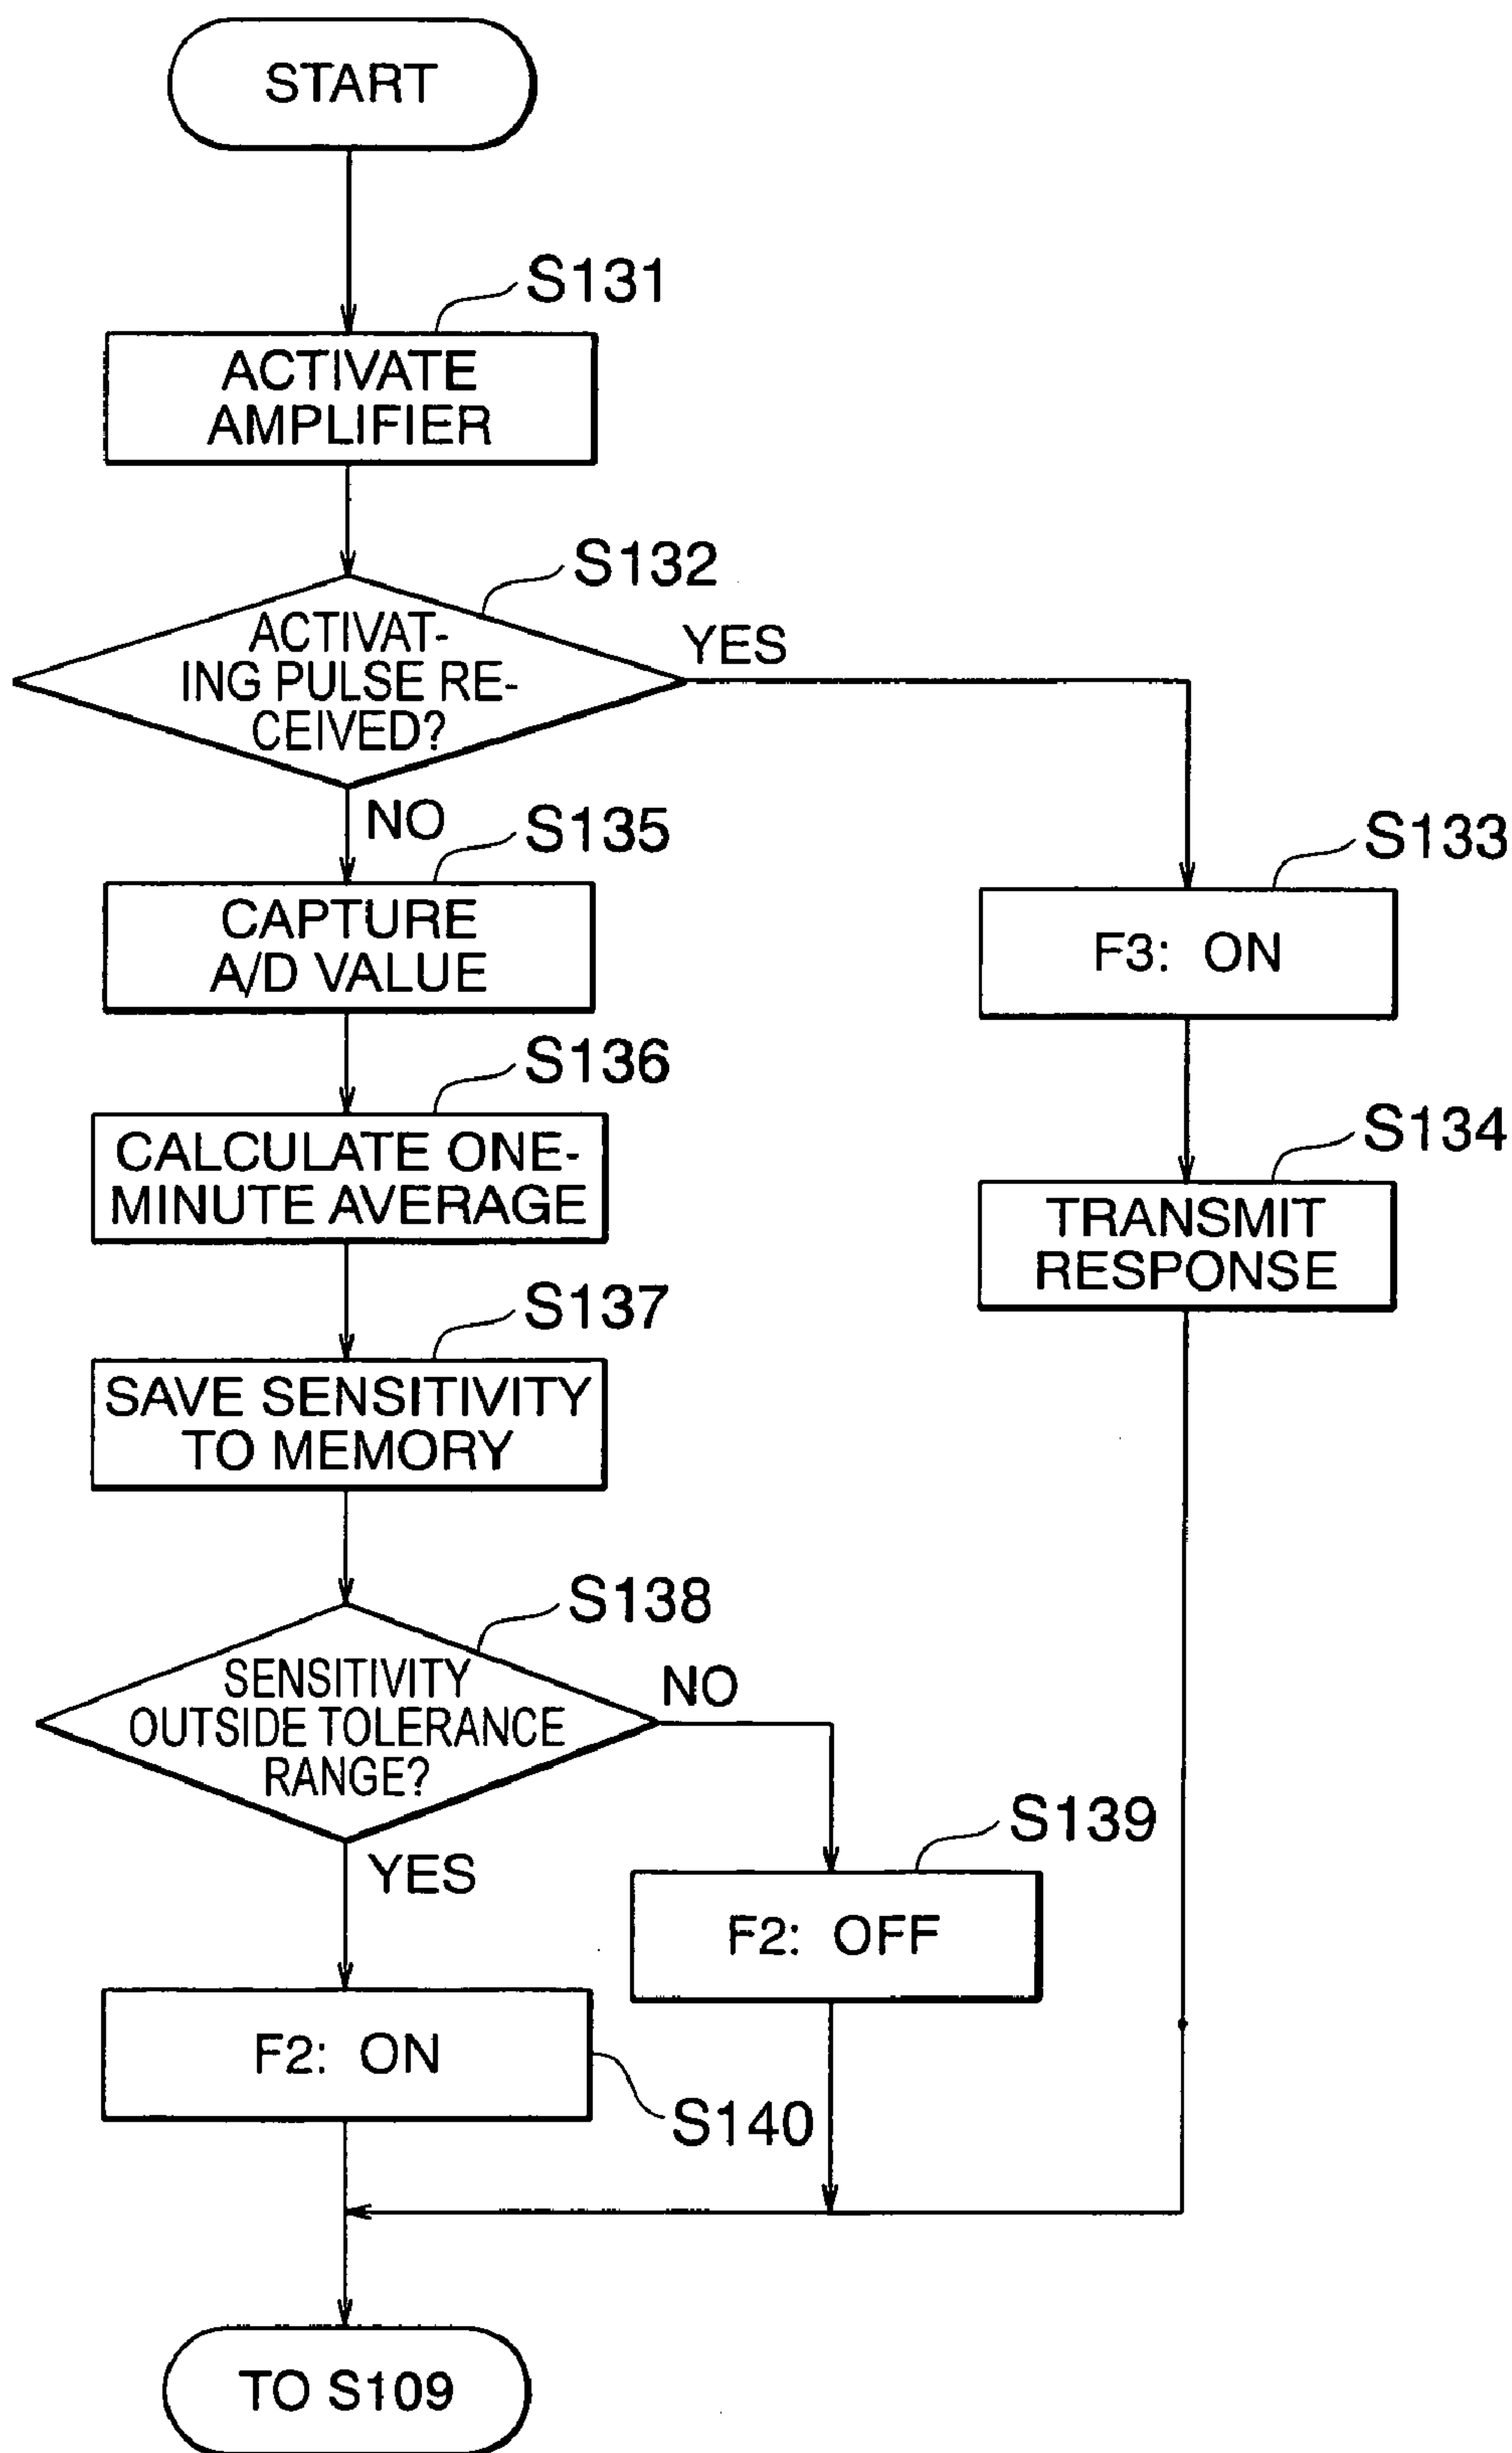 START
S131
ACTIVATE
AMPLIFIER
S132
ACTIVAT-
ING PULSE RE-
CEIVED?
YES
NO
S135
CAPTURE
A/D VALUE
S133
F3: ON
S136
CALCULATE ONE-
MINUTE AVERAGE
S134
TRANSMIT
RESPONSE
S137
SAVE SENSITIVITY
TO MEMORY
S138
SENSITIVITY
OUTSIDE TOLERANCE
RANGE?
NO
YES
S139
F2: OFF
F2: ON
S140
TO S109